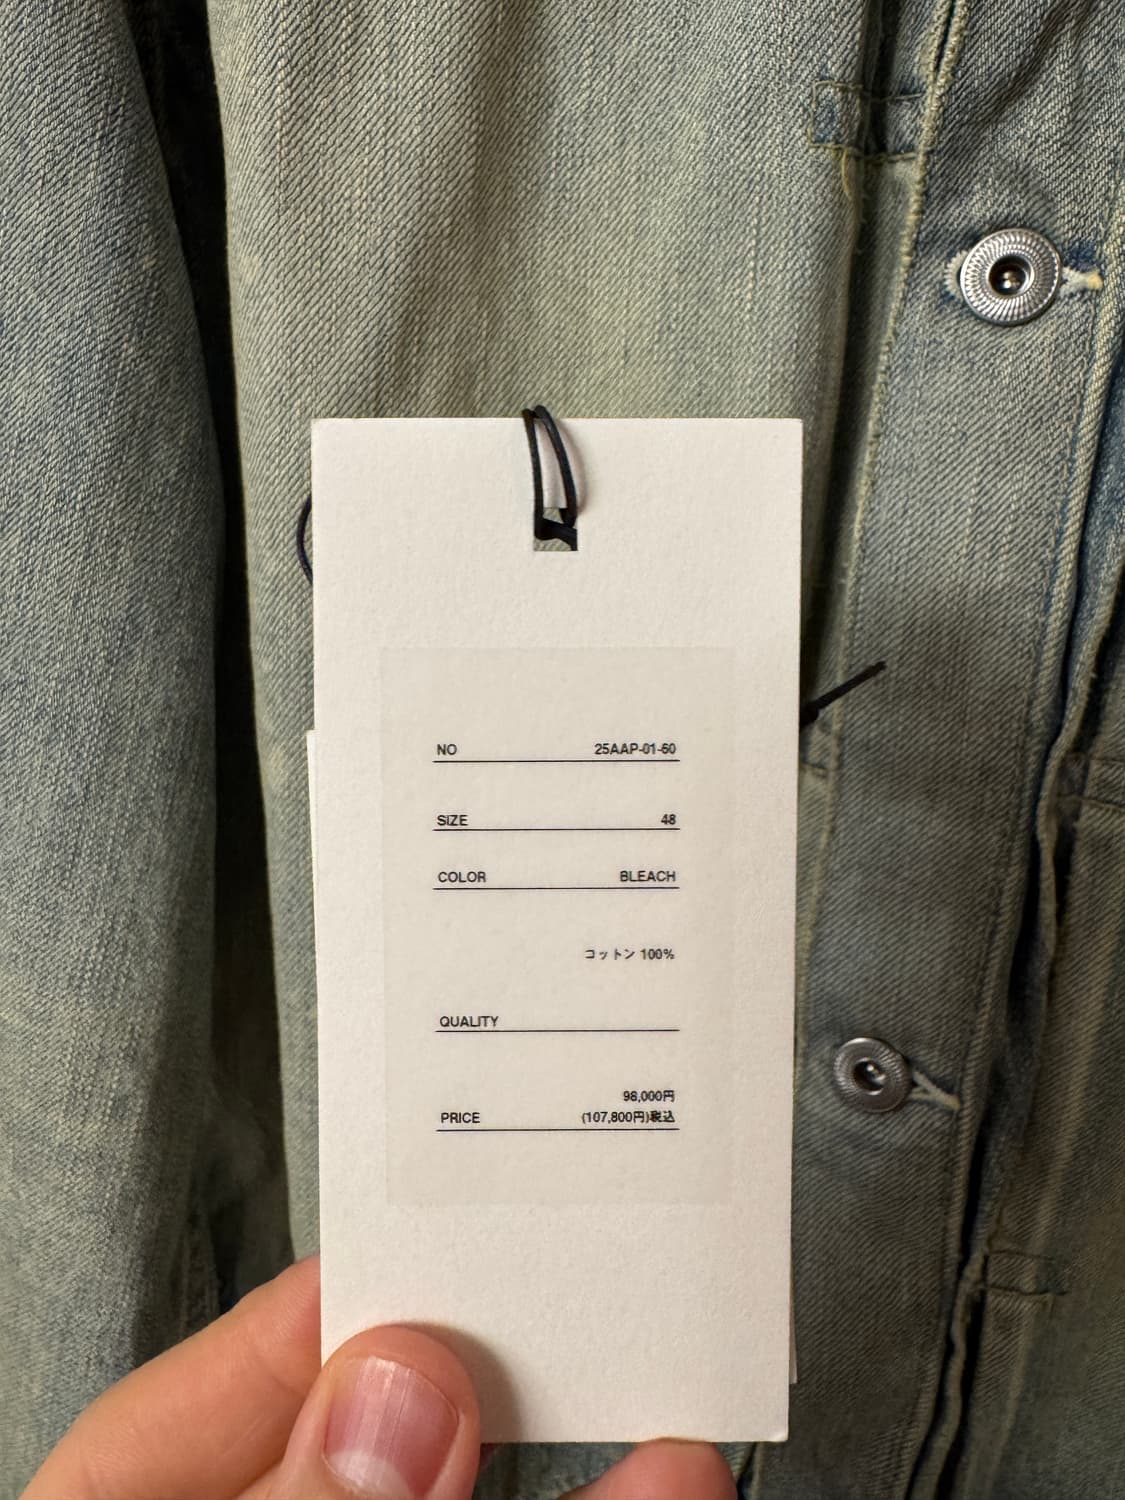 NO 25AAP-01-60
SIZE 48
COLOR BLEACH
コットン 100%
QUALITY
98,000円
PRICE (107,800円)税込